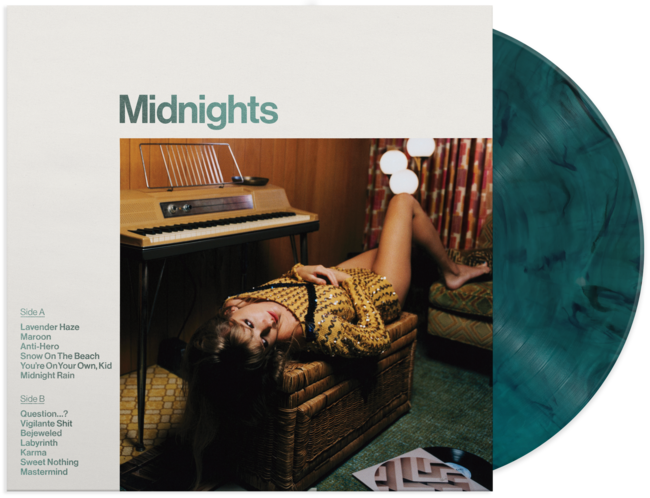 Midnights
Side A
Lavender Haze
Maroon
Anti-Hero
Snow On The Beach
You're On Your Own, Kid
Midnight Rain
Side B
Question...?
Vigilante Shit
Bejeweled
Labyrinth
Karma
Sweet Nothing
Mastermind